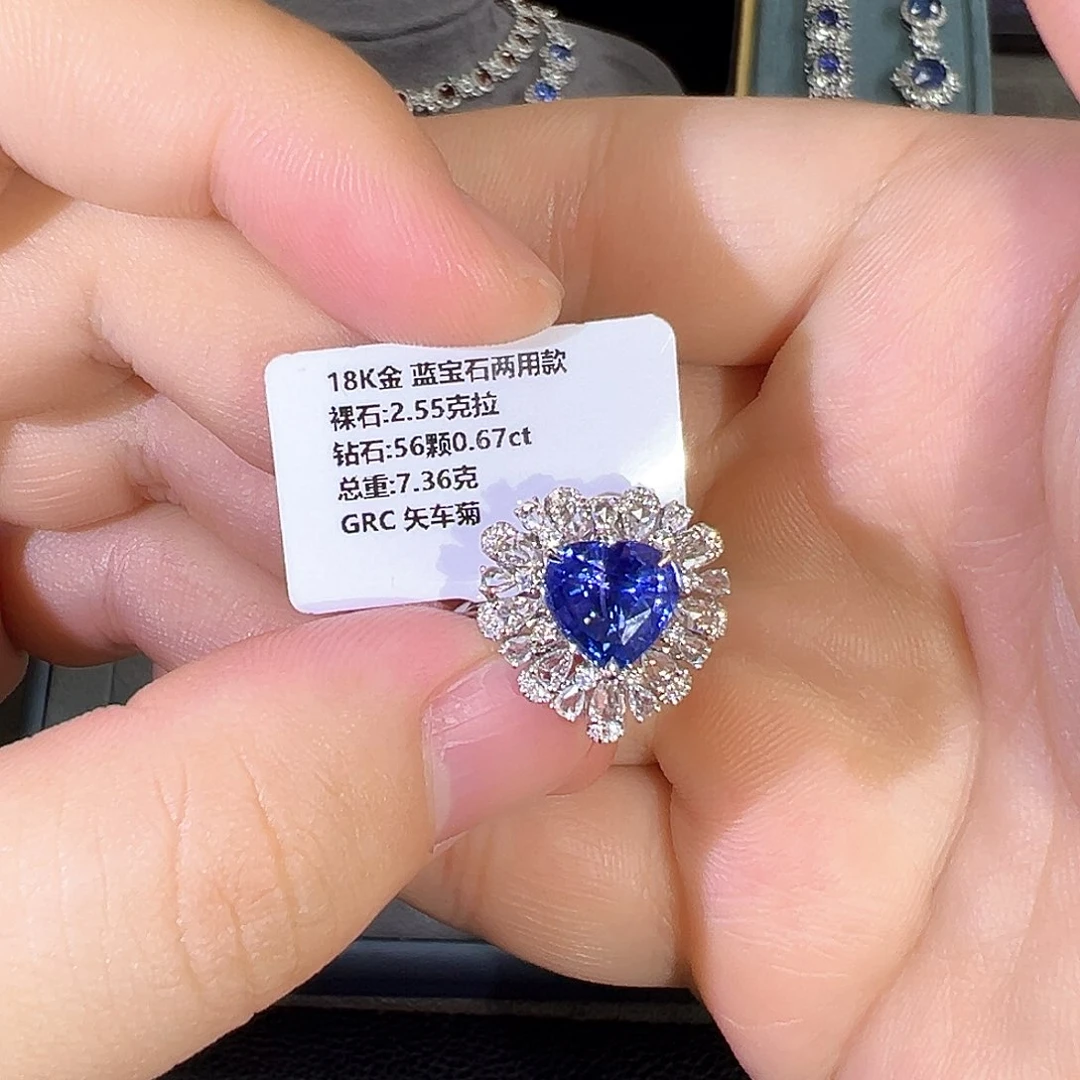 18K金 蓝宝石两用款
裸石:2.55克拉
钻石:56颗0.67ct
总重:7.36克
GRC 矢车菊